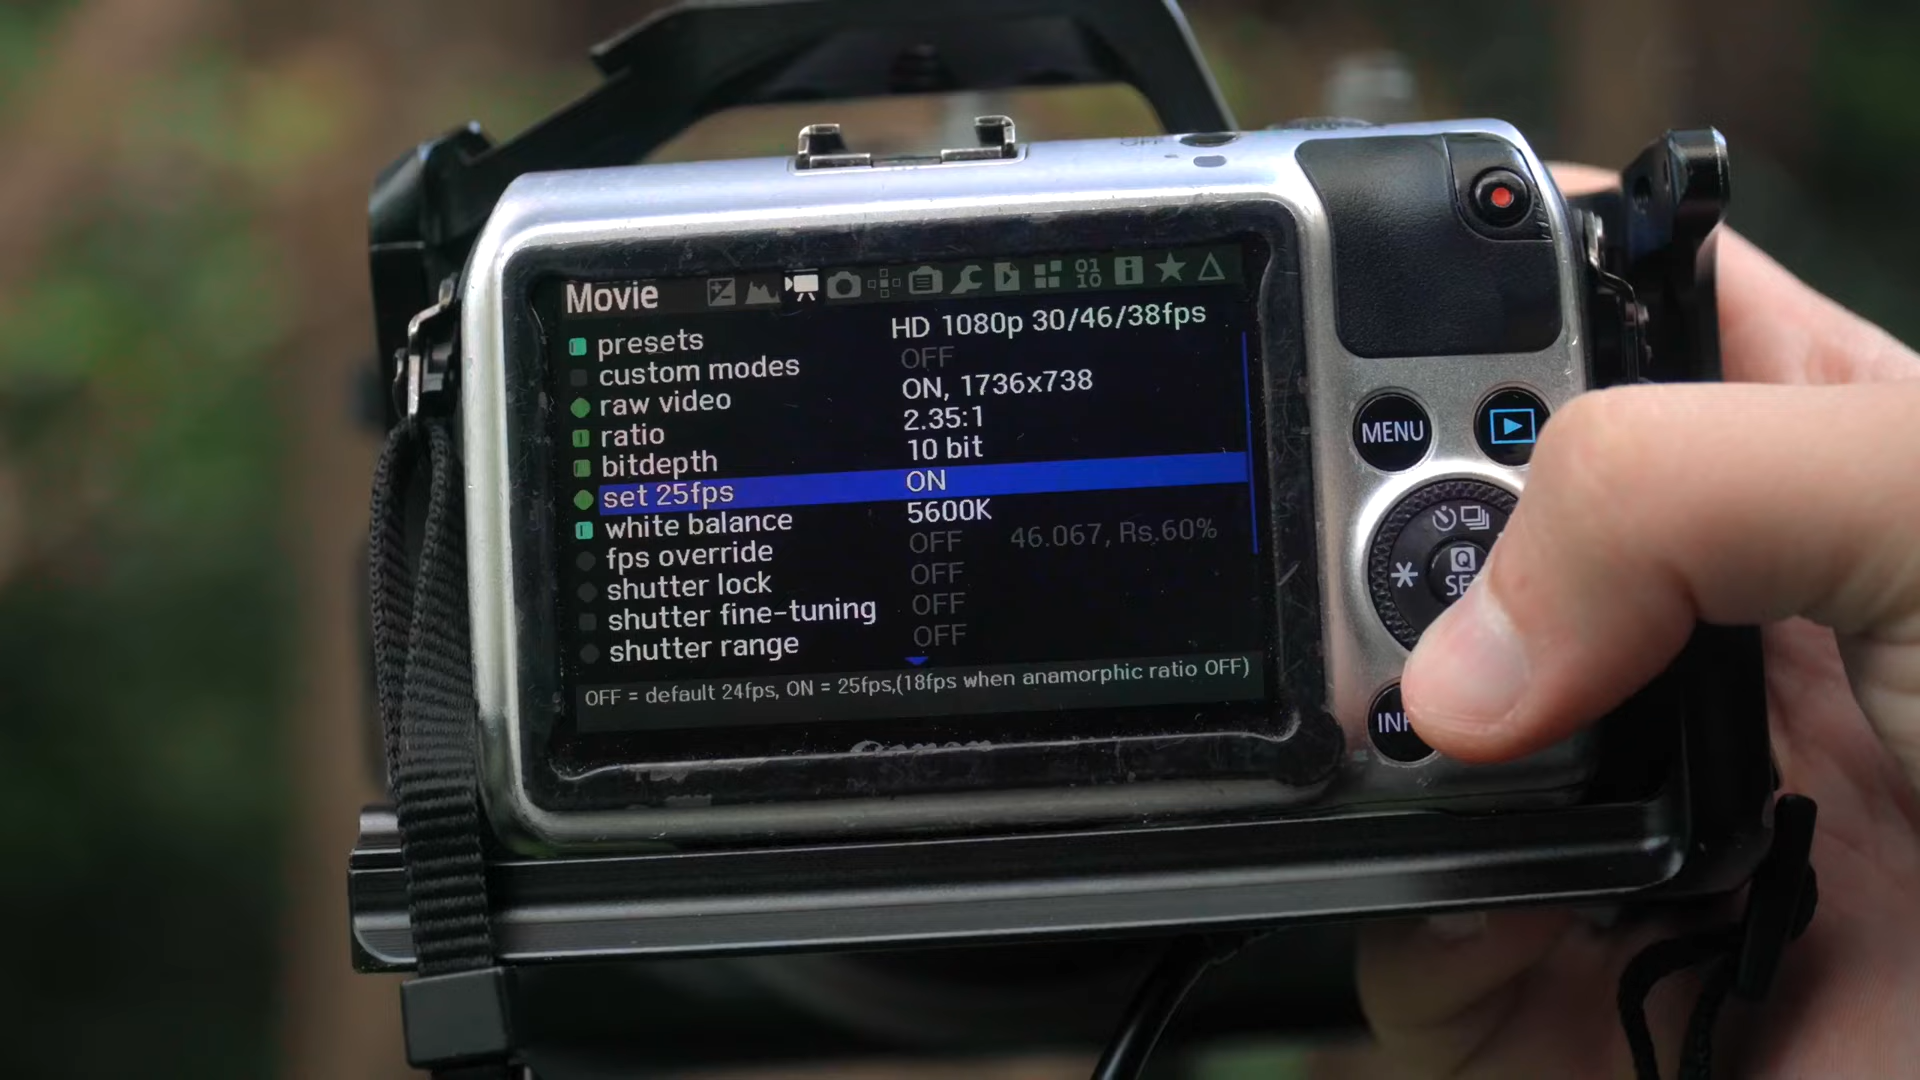 OFF
Movie
01
10
presets HD 1080p 30/46/38fps
custom modes OFF
raw video ON, 1736x738
ratio 2.35:1
bitdepth 10 bit
set 25fps ON
white balance 5600K
fps override OFF 46.067, Rs.60%
shutter lock OFF
shutter fine-tuning OFF
shutter range OFF
OFF = default 24fps, ON = 25fps,(18fps when anamorphic ratio OFF)
Canon
MENU
Q